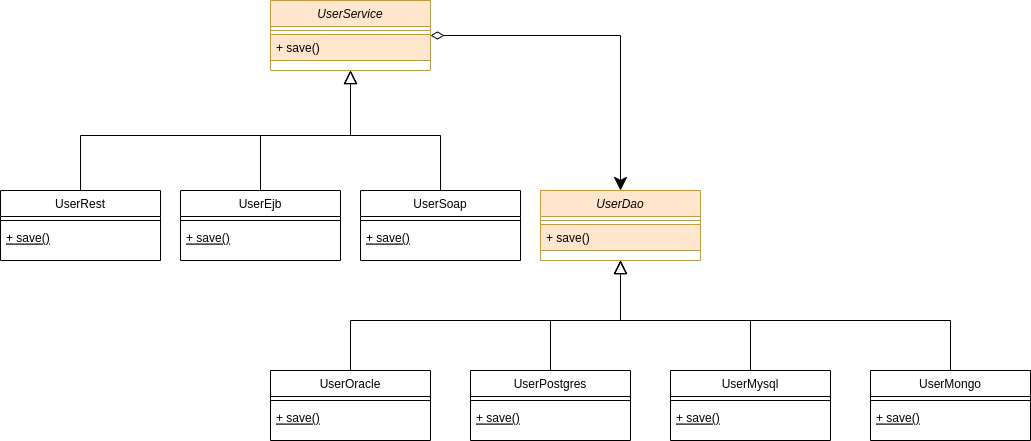 UserService
+ save()
UserRest
+ save()
UserEjb
+ save()
UserSoap
+ save()
UserDao
+ save()
UserOracle
+ save()
UserPostgres
+ save()
UserMysql
+ save()
UserMongo
+ save()